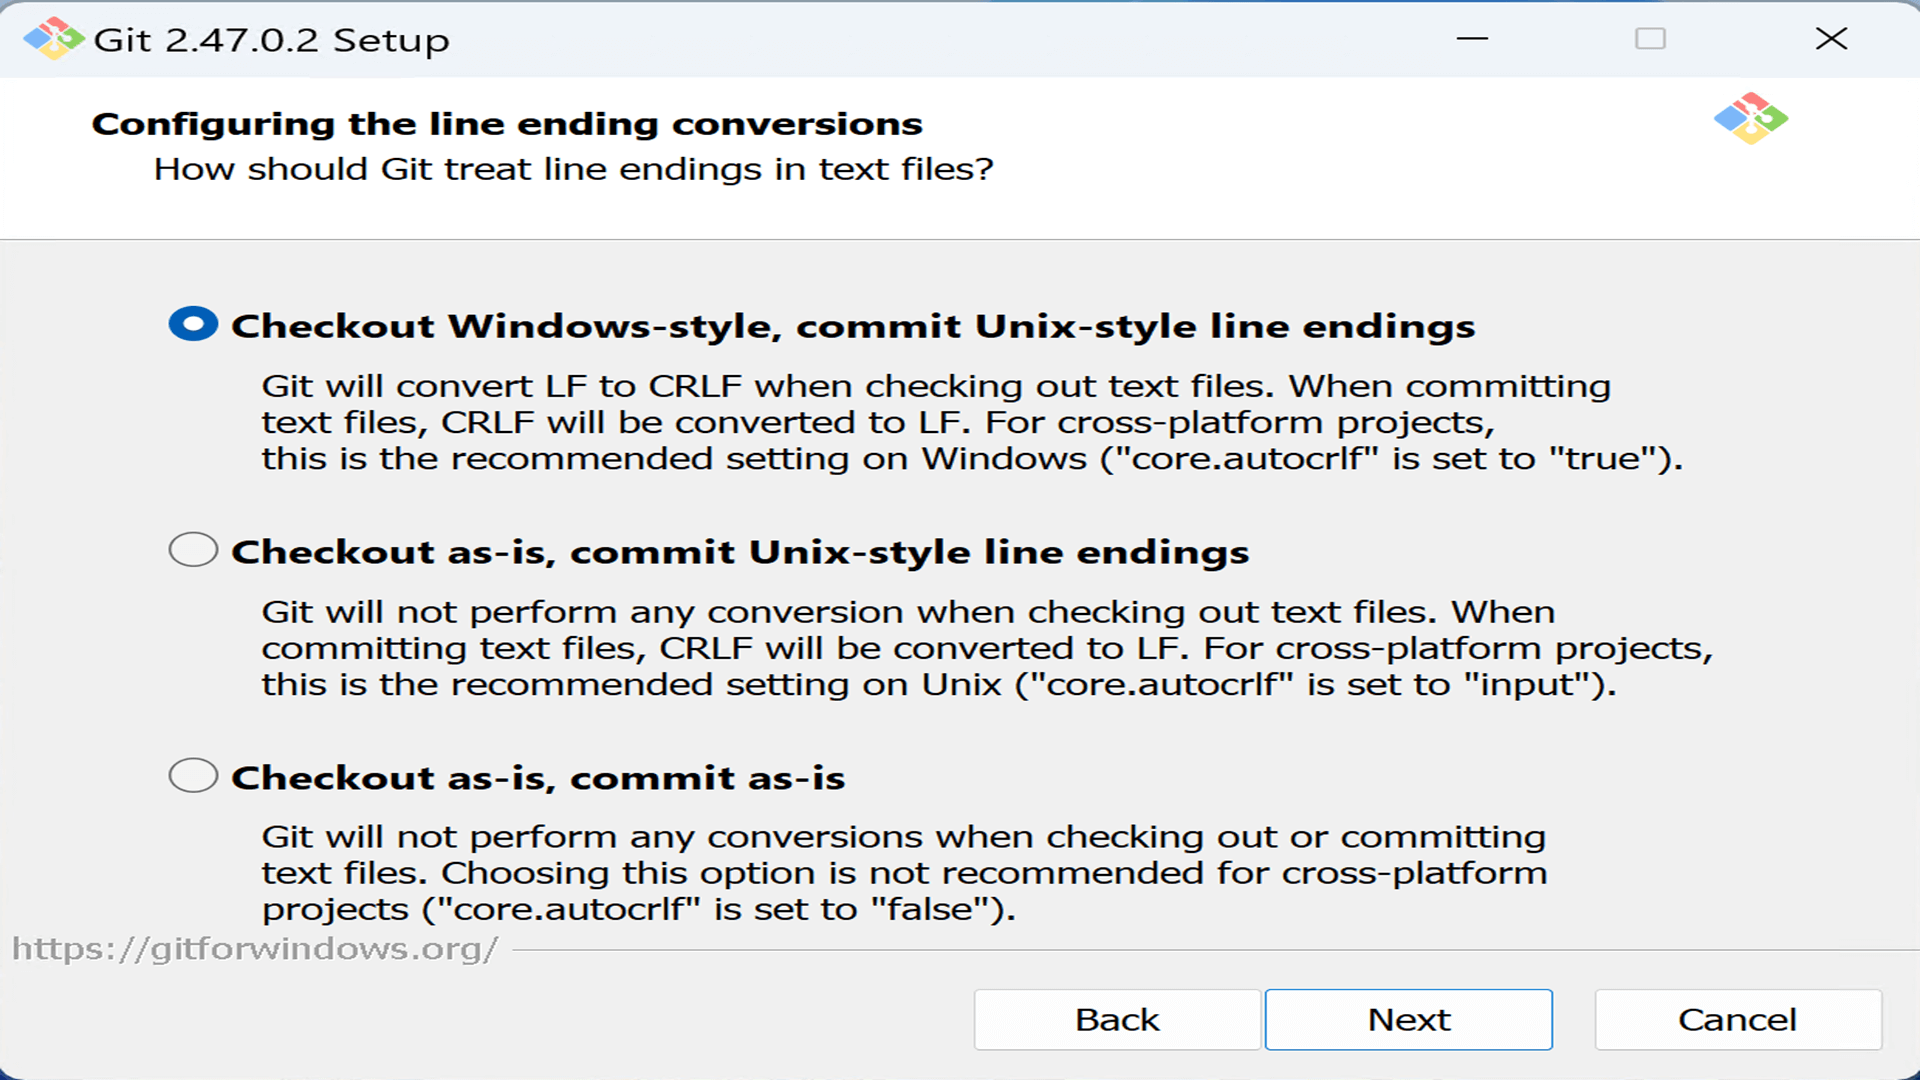 Git 2.47.0.2 Setup
Configuring the line ending conversions
How should Git treat line endings in text files?
Checkout Windows-style, commit Unix-style line endings
Git will convert LF to CRLF when checking out text files. When committing
text files, CRLF will be converted to LF. For cross-platform projects,
this is the recommended setting on Windows ("core.autocrlf" is set to "true").
Checkout as-is, commit Unix-style line endings
Git will not perform any conversion when checking out text files. When
committing text files, CRLF will be converted to LF. For cross-platform projects,
this is the recommended setting on Unix ("core.autocrlf" is set to "input").
Checkout as-is, commit as-is
Git will not perform any conversions when checking out or committing
text files. Choosing this option is not recommended for cross-platform
projects ("core.autocrlf" is set to "false").
https://gitforwindows.org/
Back Next Cancel